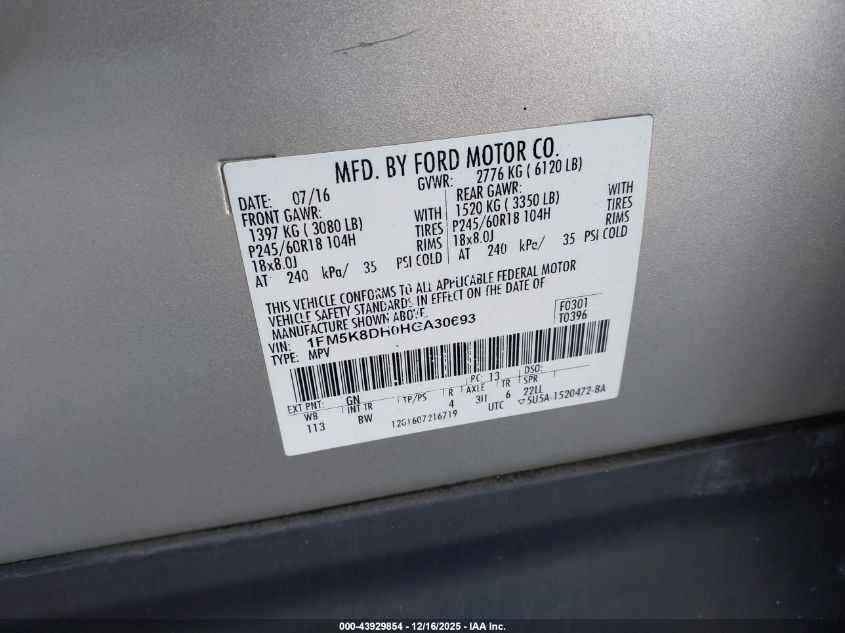 MFD. BY FORD MOTOR CO.
DATE: 07/16 GVWR: 2776 KG ( 6120 LB)
FRONT GAWR: REAR GAWR: WITH
1397 KG ( 3080 LB) WITH 1520 KG ( 3350 LB) TIRES
P245/60R18 104H TIRES P245/60R18 104H RIMS
18x8.0J RIMS 18x8.0J
AT 240 kPa/ 35 PSI COLD AT 240 kPa/ 35 PSI COLD
THIS VEHICLE CONFORMS TO ALL APPLICABLE FEDERAL MOTOR
VEHICLE SAFETY STANDARDS IN EFFECT ON THE DATE OF
MANUFACTURE SHOWN ABOVE.
F0301
T0396
VIN: 1FM5K8DH0HGA30693
TYPE: MPV
EXT PNT: GN PC: 13 DSO:
WB INT TR TP/PS R AXLE TR SPR
113 BW 4 3H 6 22LL
12G1607216719 UTC ▽5U5A-1520472-BA
000-43929854 - 12/16/2025 - IAA Inc.